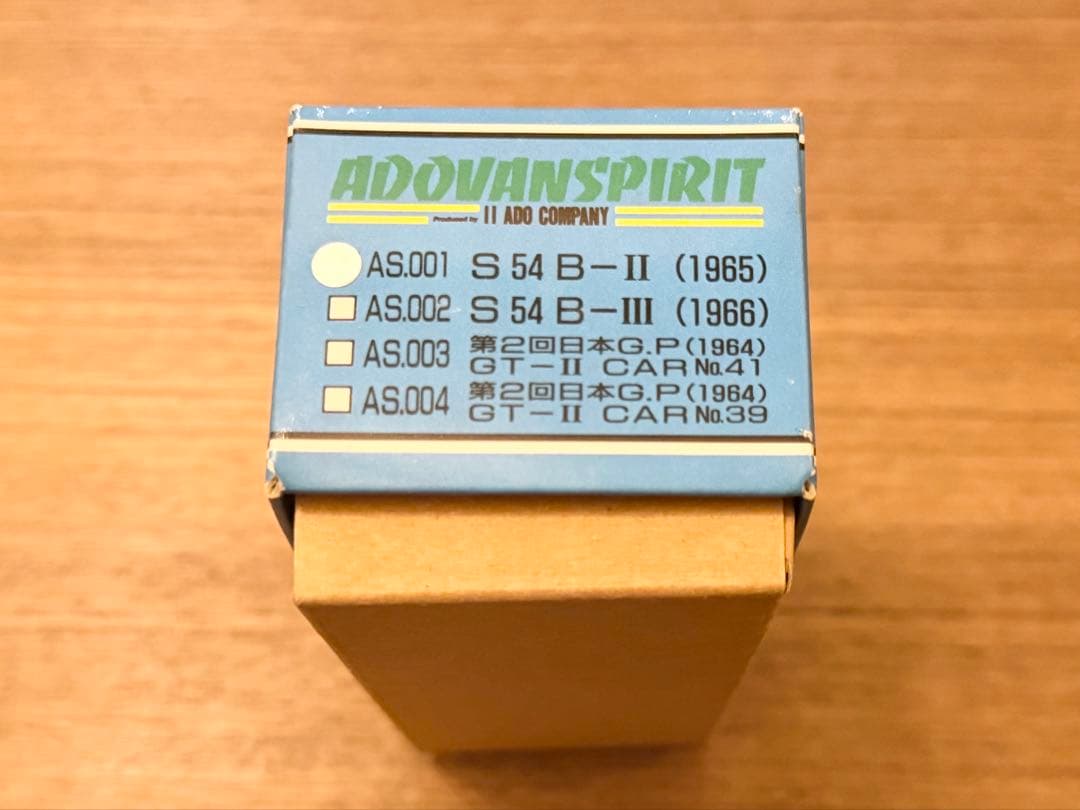 ADOVANSPIRIT
Produced by II ADO COMPANY
AS.001 S54B-II (1965)
AS.002 S54B-III (1966)
AS.003 第2回日本G.P(1964)
GT-II CAR No.41
AS.004 第2回日本G.P(1964)
GT-II CAR No.39